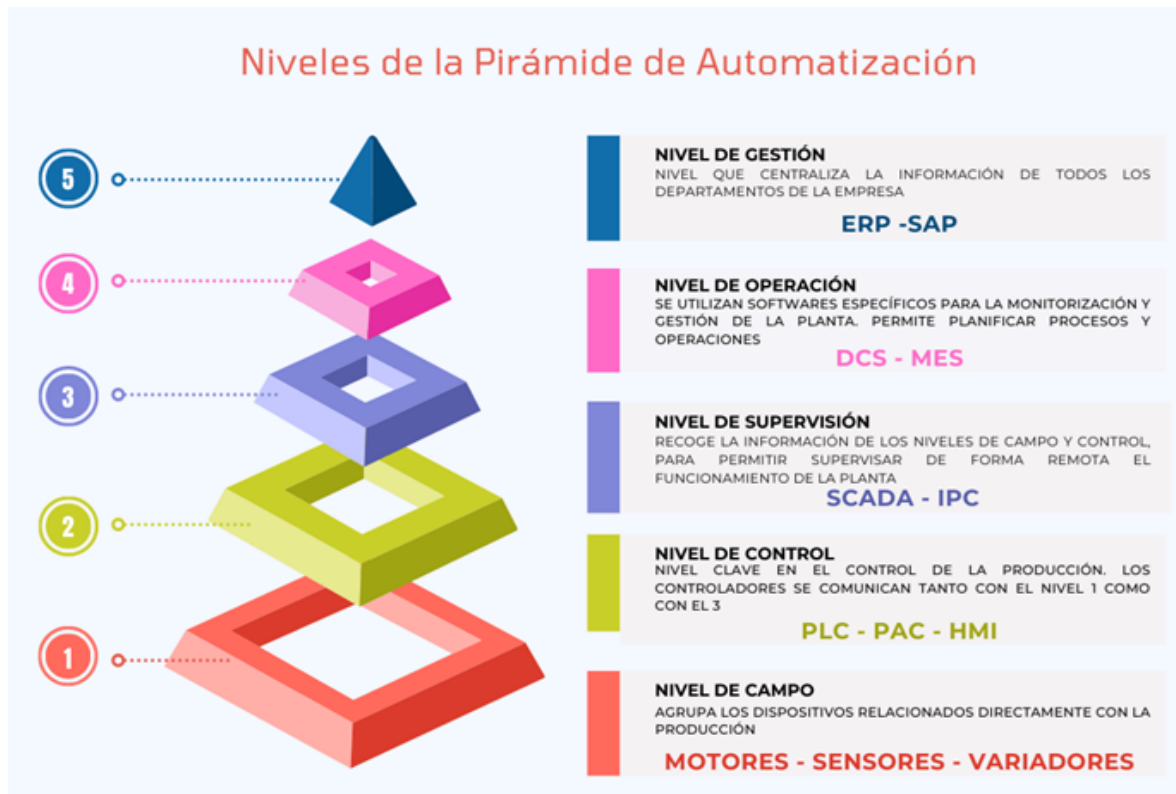 Niveles de la Pirámide de Automatización
5
NIVEL DE GESTIÓN
NIVEL QUE CENTRALIZA LA INFORMACIÓN DE TODOS LOS
DEPARTAMENTOS DE LA EMPRESA
ERP -SAP
4
NIVEL DE OPERACIÓN
SE UTILIZAN SOFTWARES ESPECÍFICOS PARA LA MONITORIZACIÓN Y
GESTIÓN DE LA PLANTA. PERMITE PLANIFICAR PROCESOS Y
OPERACIONES
DCS - MES
3
NIVEL DE SUPERVISIÓN
RECOGE LA INFORMACIÓN DE LOS NIVELES DE CAMPO Y CONTROL,
PARA PERMITIR SUPERVISAR DE FORMA REMOTA EL
FUNCIONAMIENTO DE LA PLANTA
SCADA - IPC
2
NIVEL DE CONTROL
NIVEL CLAVE EN EL CONTROL DE LA PRODUCCIÓN. LOS
CONTROLADORES SE COMUNICAN TANTO CON EL NIVEL 1 COMO
CON EL 3
PLC - PAC - HMI
1
NIVEL DE CAMPO
AGRUPA LOS DISPOSITIVOS RELACIONADOS DIRECTAMENTE CON LA
PRODUCCIÓN
MOTORES - SENSORES - VARIADORES